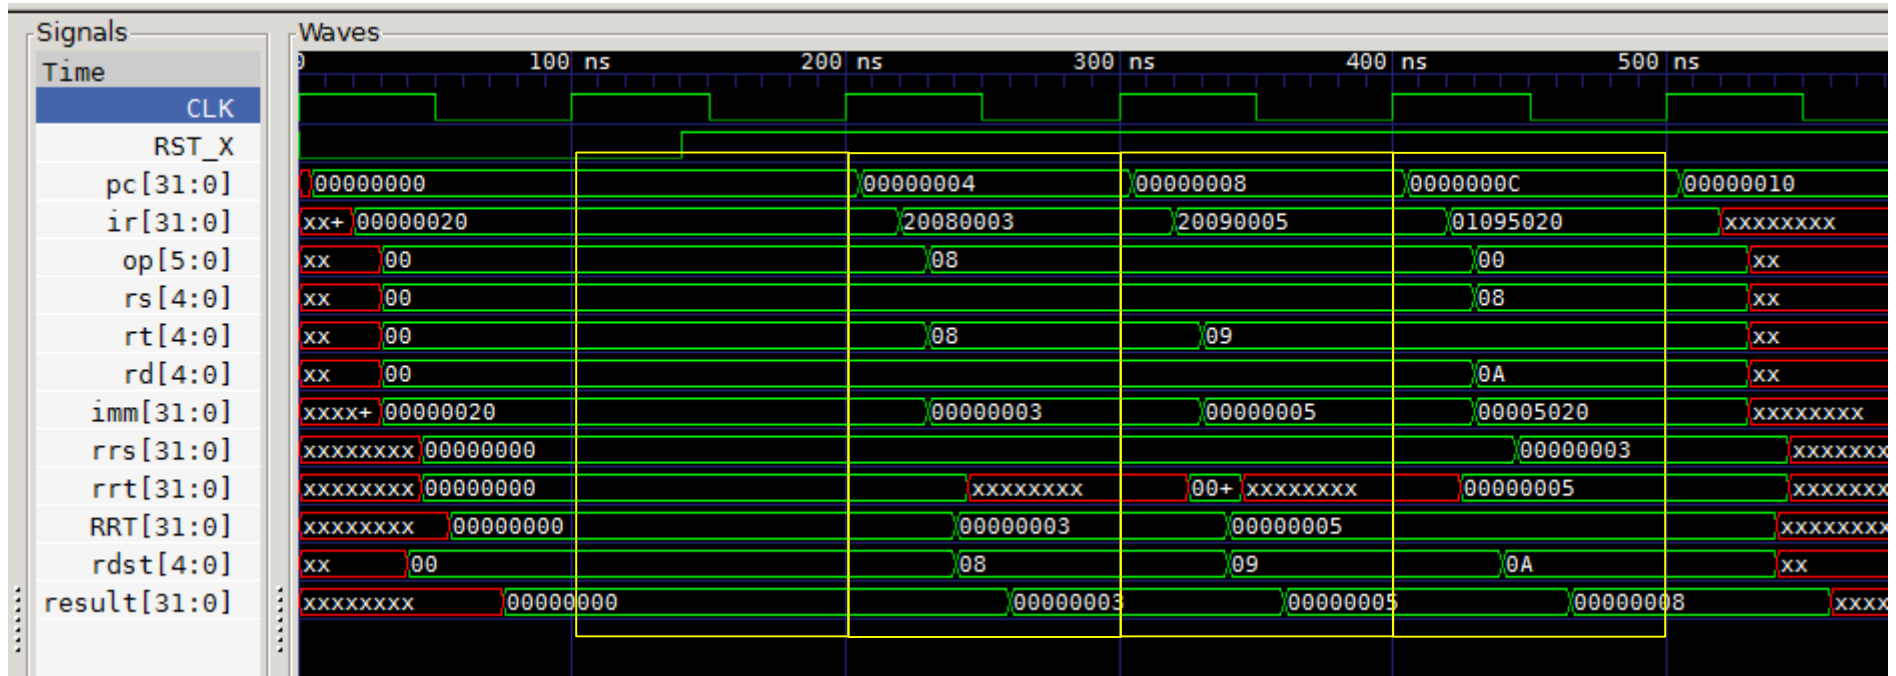 Signals Waves
Time 0 100 ns 200 ns 300 ns 400 ns 500 ns
CLK
RST_X
pc[31:0] 00000000 00000004 00000008 0000000C 00000010
ir[31:0] xx+ 00000020 20080003 20090005 01095020 xxxxxxxx
op[5:0] xx 00 08 00 xx
rs[4:0] xx 00 08 xx
rt[4:0] xx 00 08 09 xx
rd[4:0] xx 00 0A xx
imm[31:0] xxxx+ 00000020 00000003 00000005 00005020 xxxxxxxx
rrs[31:0] xxxxxxxx 00000000 00000003 xxxxxxx
rrt[31:0] xxxxxxxx 00000000 xxxxxxxx 00+ xxxxxxxx 00000005 xxxxxxx
RRT[31:0] xxxxxxxx 00000000 00000003 00000005 xxxxxxxx
rdst[4:0] xx 00 08 09 0A xx
result[31:0] xxxxxxxx 00000000 00000003 00000005 00000008 xxxx